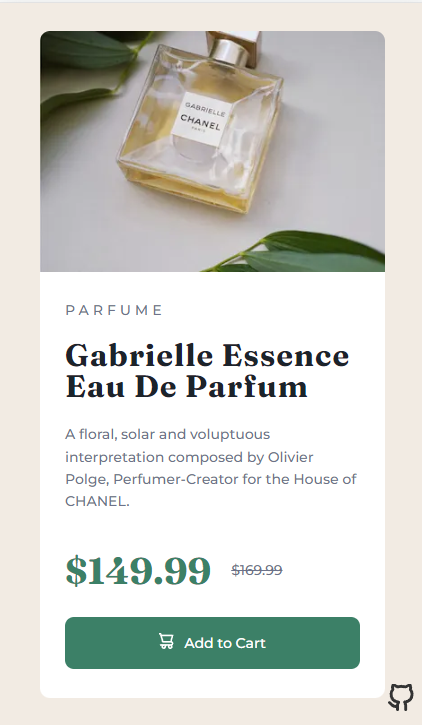 GABRIELLE
CHANEL
PARIS
PARFUME
Gabrielle Essence
Eau De Parfum
A floral, solar and voluptuous
interpretation composed by Olivier
Polge, Perfumer-Creator for the House of
CHANEL.
$149.99 $169.99
Add to Cart